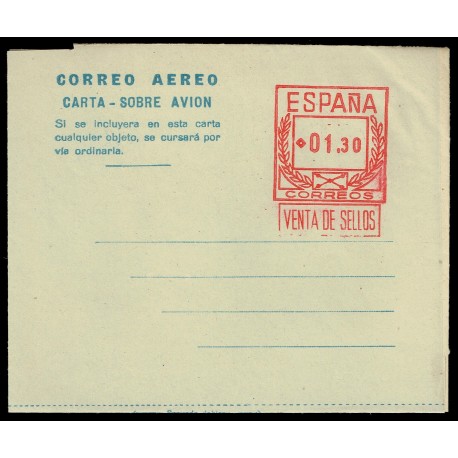 CORREO AEREO
CARTA - SOBRE AVION
Si se incluyera en esta carta
cualquier objeto, se cursará por
vía ordinaria.
ESPAÑA
01,30
CORREOS
VENTA DE SELLOS